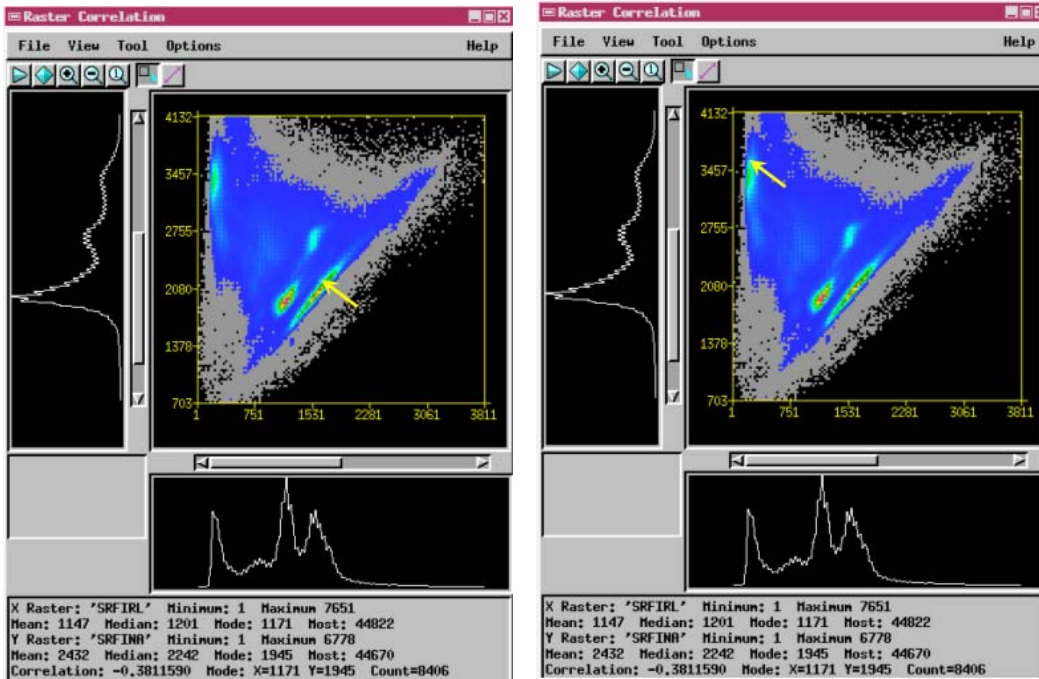 Raster Correlation
File View Tool Options Help
4132
3457
2755
2080
1378
703
1 751 1531 2281 3061 3811
X Raster: 'SRFIRL' Minimum: 1 Maximum 7651
Mean: 1147 Median: 1201 Mode: 1171 Most: 44822
Y Raster: 'SRFINA' Minimum: 1 Maximum 6778
Mean: 2432 Median: 2242 Mode: 1945 Most: 44670
Correlation: -0.3811590 Mode: X=1171 Y=1945 Count=8406
Raster Correlation
File View Tool Options Help
4132
3457
2755
2080
1378
703
1 751 1531 2281 3061 3811
X Raster: 'SRFIRL' Minimum: 1 Maximum 7651
Mean: 1147 Median: 1201 Mode: 1171 Most: 44822
Y Raster: 'SRFINA' Minimum: 1 Maximum 6778
Mean: 2432 Median: 2242 Mode: 1945 Most: 44670
Correlation: -0.3811590 Mode: X=1171 Y=1945 Count=8406